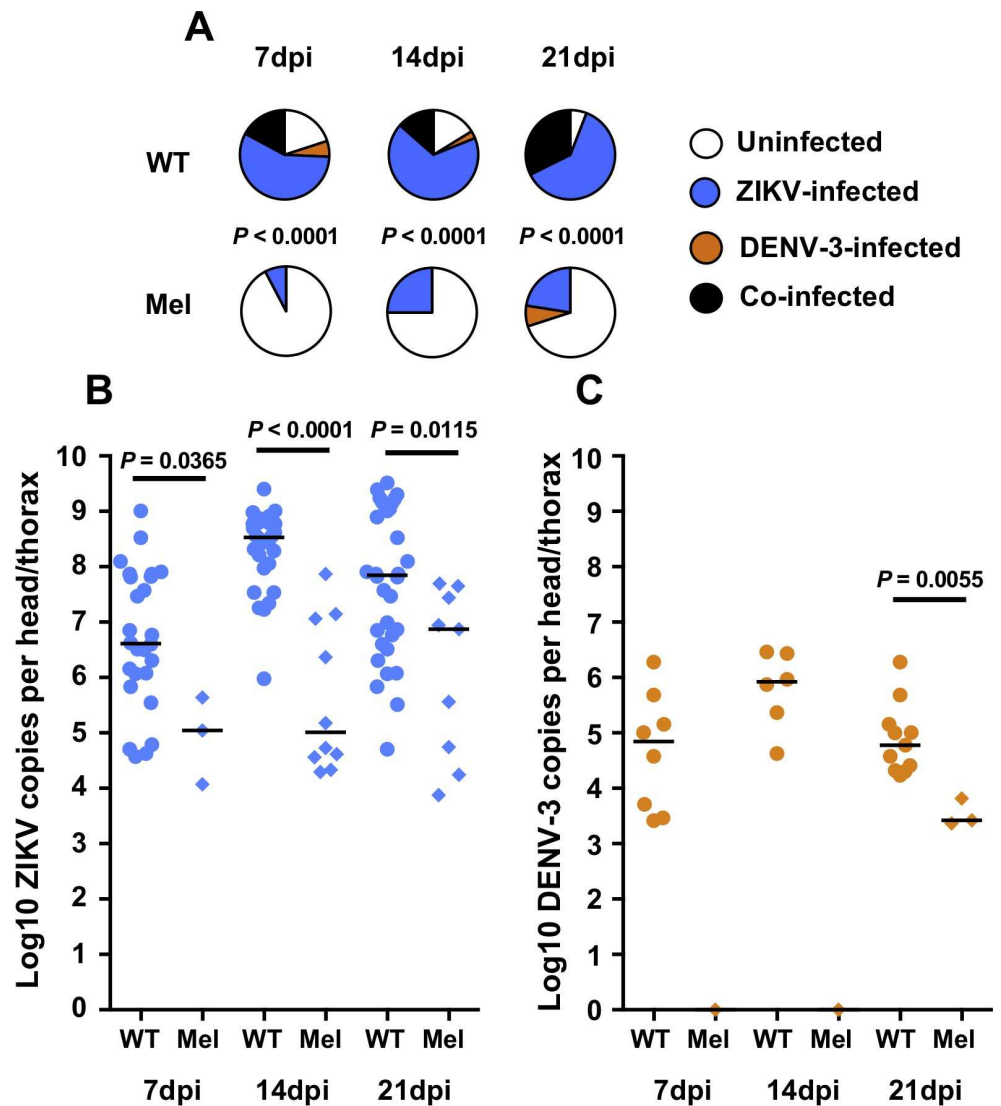 A
7dpi 14dpi 21dpi
WT
P < 0.0001 P < 0.0001 P < 0.0001
Mel
Uninfected
ZIKV-infected
DENV-3-infected
Co-infected
B
P = 0.0365 P < 0.0001 P = 0.0115
Log10 ZIKV copies per head/thorax
10
9
8
7
6
5
4
3
2
1
0
WT Mel WT Mel WT Mel
7dpi 14dpi 21dpi
C
P = 0.0055
Log10 DENV-3 copies per head/thorax
10
9
8
7
6
5
4
3
2
1
0
WT Mel WT Mel WT Mel
7dpi 14dpi 21dpi